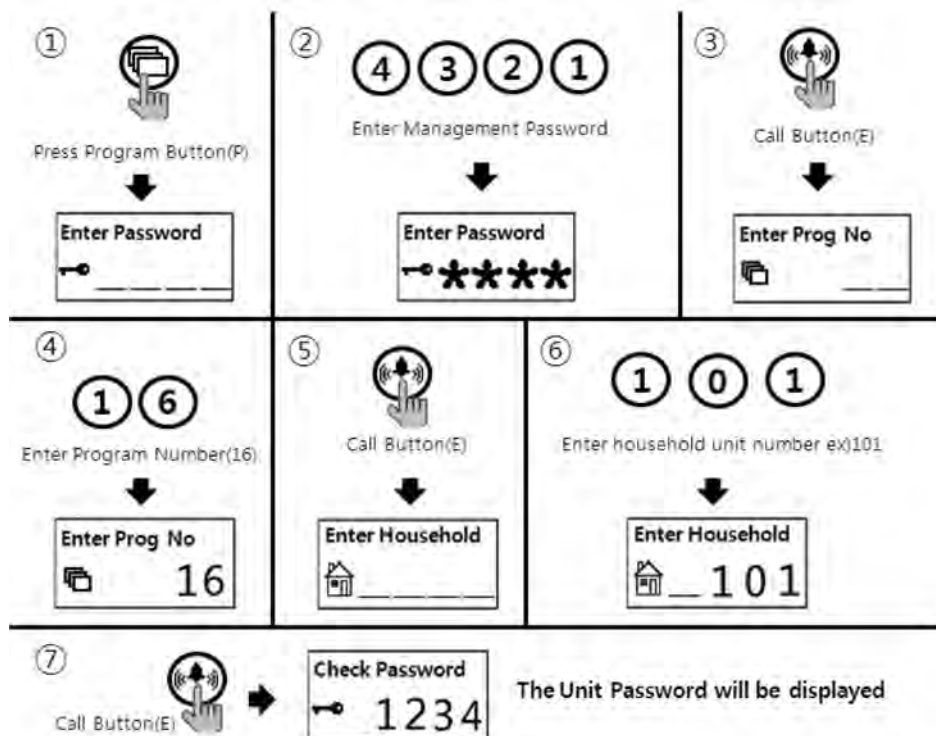 ①
Press Program Button(P)
Enter Password
②
4 3 2 1
Enter Management Password
Enter Password
****
③
Call Button(E)
Enter Prog No
④
1 6
Enter Program Number(16)
Enter Prog No
16
⑤
Call Button(E)
Enter Household
⑥
1 0 1
Enter household unit number ex)101
Enter Household
_101
⑦
Call Button(E)
Check Password
1234
The Unit Password will be displayed